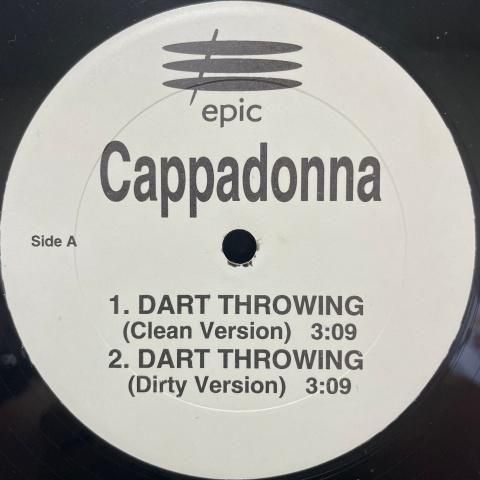 epic
Cappadonna
Side A
1. DART THROWING
(Clean Version) 3:09
2. DART THROWING
(Dirty Version) 3:09